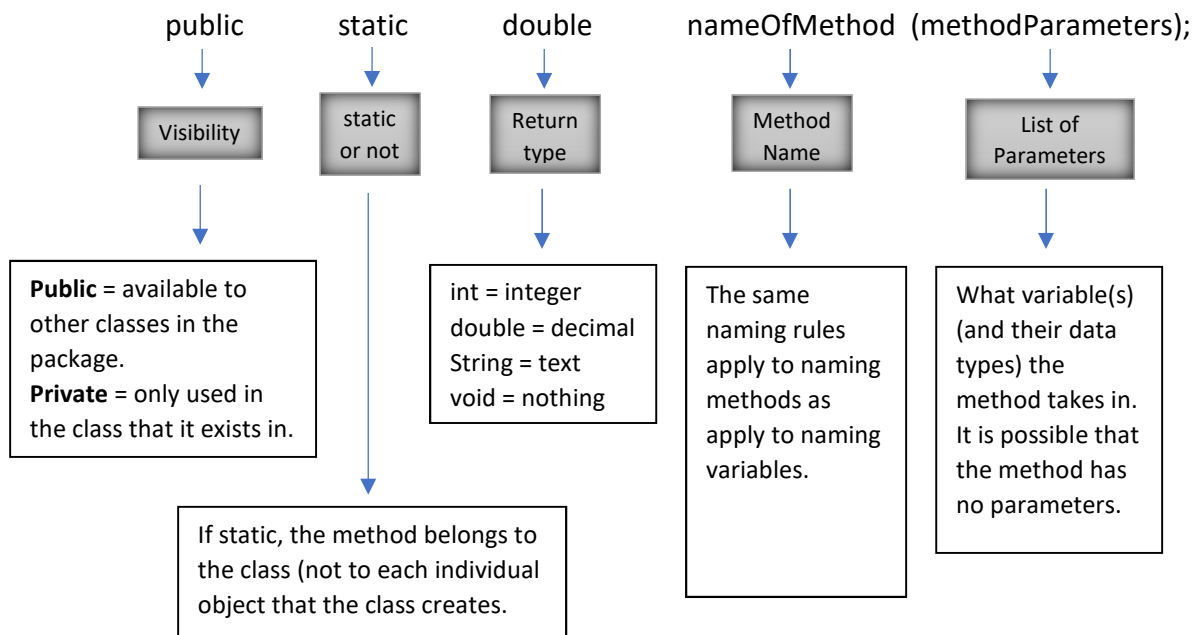 public static double nameOfMethod (methodParameters);
Visibility
static
or not
Return
type
Method
Name
List of
Parameters
Public = available to
other classes in the
package.
Private = only used in
the class that it exists in.
int = integer
double = decimal
String = text
void = nothing
The same
naming rules
apply to naming
methods as
apply to naming
variables.
What variable(s)
(and their data
types) the
method takes in.
It is possible that
the method has
no parameters.
If static, the method belongs to
the class (not to each individual
object that the class creates.